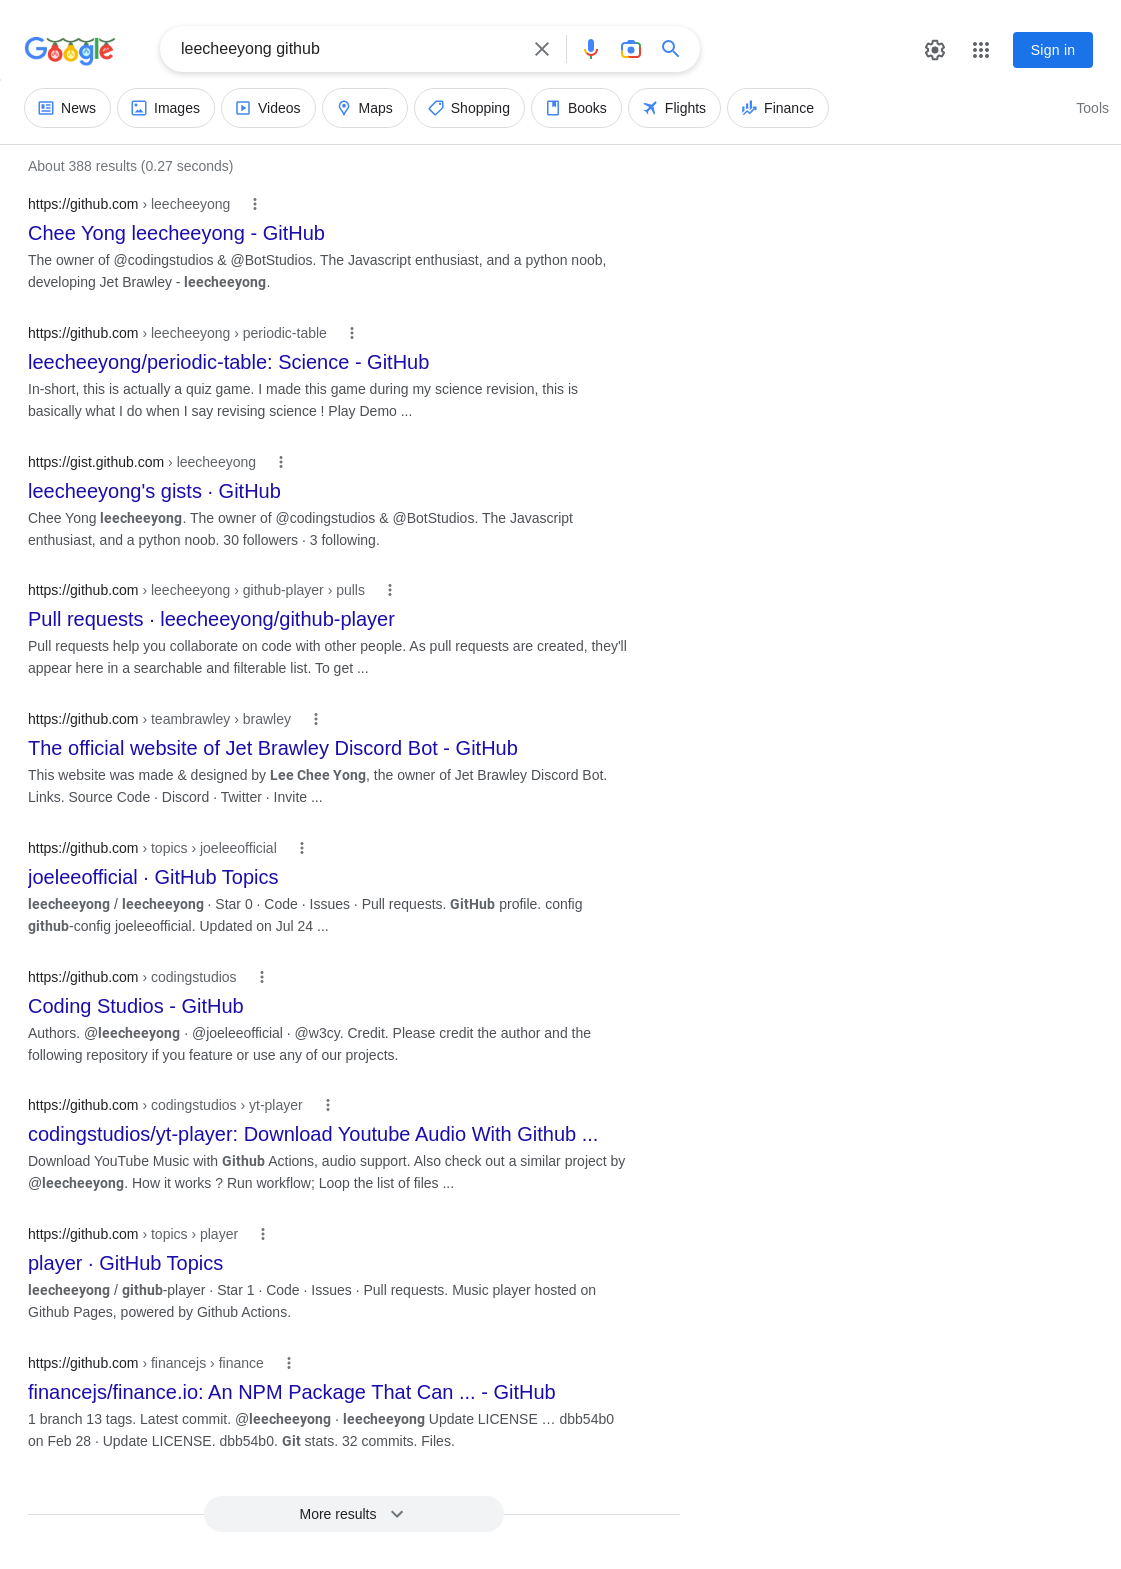 Google
leecheeyong github
Sign in
News Images Videos Maps Shopping Books Flights Finance Tools
About 388 results (0.27 seconds)
https://github.com › leecheeyong
Chee Yong leecheeyong - GitHub
The owner of @codingstudios & @BotStudios. The Javascript enthusiast, and a python noob,
developing Jet Brawley - leecheeyong.
https://github.com › leecheeyong › periodic-table
leecheeyong/periodic-table: Science - GitHub
In-short, this is actually a quiz game. I made this game during my science revision, this is
basically what I do when I say revising science ! Play Demo ...
https://gist.github.com › leecheeyong
leecheeyong's gists · GitHub
Chee Yong leecheeyong. The owner of @codingstudios & @BotStudios. The Javascript
enthusiast, and a python noob. 30 followers · 3 following.
https://github.com › leecheeyong › github-player › pulls
Pull requests · leecheeyong/github-player
Pull requests help you collaborate on code with other people. As pull requests are created, they'll
appear here in a searchable and filterable list. To get ...
https://github.com › teambrawley › brawley
The official website of Jet Brawley Discord Bot - GitHub
This website was made & designed by Lee Chee Yong, the owner of Jet Brawley Discord Bot.
Links. Source Code · Discord · Twitter · Invite ...
https://github.com › topics › joeleeofficial
joeleeofficial · GitHub Topics
leecheeyong / leecheeyong · Star 0 · Code · Issues · Pull requests. GitHub profile. config
github-config joeleeofficial. Updated on Jul 24 ...
https://github.com › codingstudios
Coding Studios - GitHub
Authors. @leecheeyong · @joeleeofficial · @w3cy. Credit. Please credit the author and the
following repository if you feature or use any of our projects.
https://github.com › codingstudios › yt-player
codingstudios/yt-player: Download Youtube Audio With Github ...
Download YouTube Music with Github Actions, audio support. Also check out a similar project by
@leecheeyong. How it works ? Run workflow; Loop the list of files ...
https://github.com › topics › player
player · GitHub Topics
leecheeyong / github-player · Star 1 · Code · Issues · Pull requests. Music player hosted on
Github Pages, powered by Github Actions.
https://github.com › financejs › finance
financejs/finance.io: An NPM Package That Can ... - GitHub
1 branch 13 tags. Latest commit. @leecheeyong · leecheeyong Update LICENSE … dbb54b0
on Feb 28 · Update LICENSE. dbb54b0. Git stats. 32 commits. Files.
More results